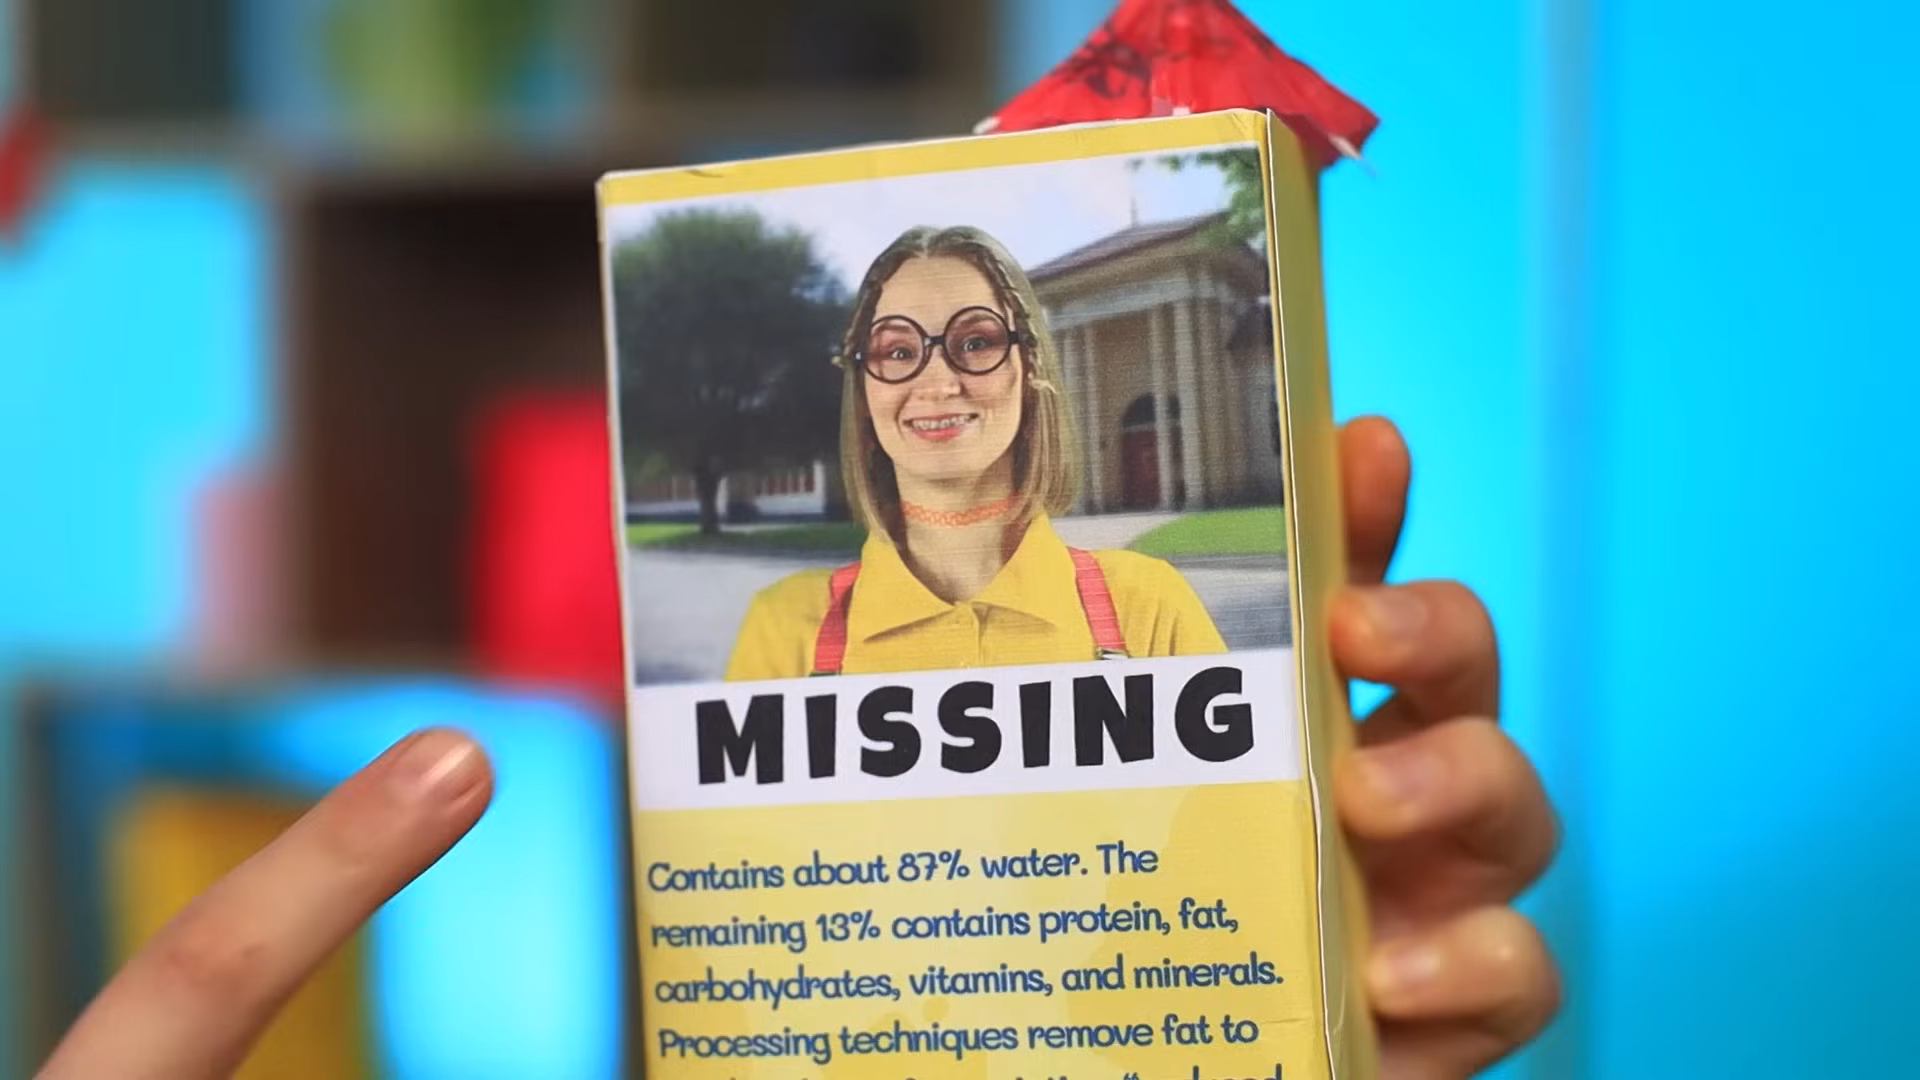 MISSING
Contains about 87% water. The
remaining 13% contains protein, fat,
carbohydrates, vitamins, and minerals.
Processing techniques remove fat to